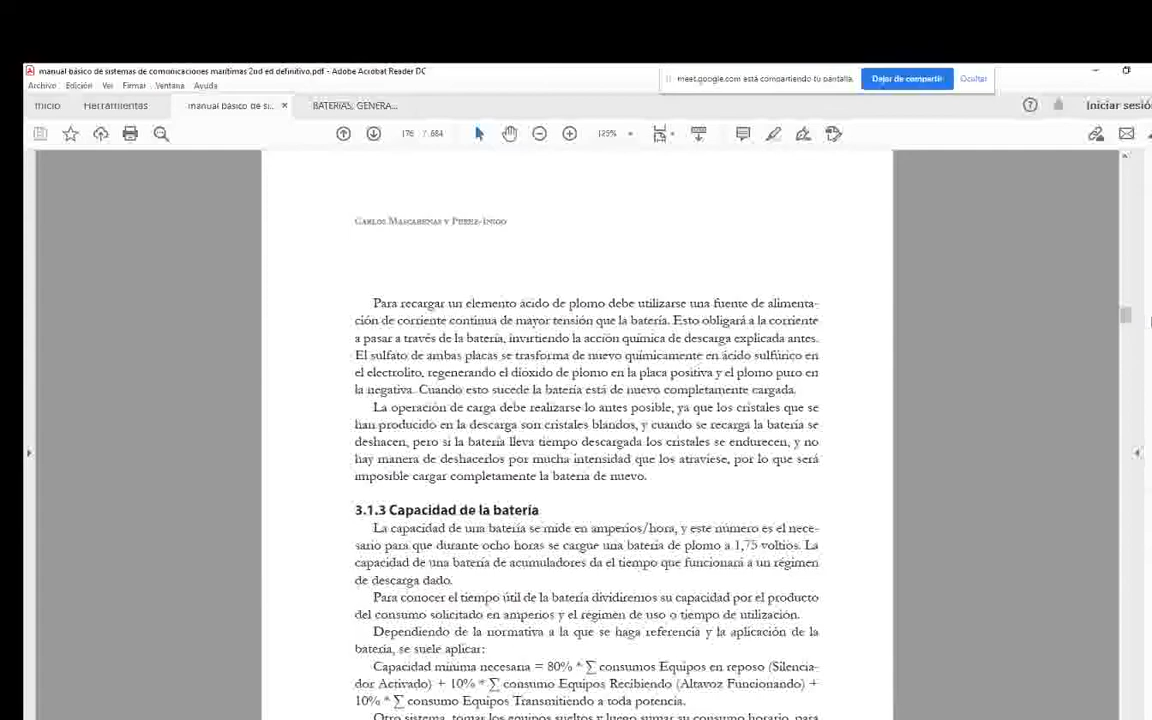 manual básico de sistemas de comunicaciones marítimas 2nd ed definitivo.pdf - Adobe Acrobat Reader DC
meet.google.com está compartiendo tu pantalla.
Dejar de compartir
Ocultar
Archivo Edición Ver Firmar Ventana Ayuda
Inicio
Herramientas
manual básico de si...
BATERÍAS, GENERA...
Iniciar sesió
176 / 684
125%
Carlos Mascareñas y Pérez-Iñigo
Para recargar un elemento ácido de plomo debe utilizarse una fuente de alimenta-
ción de corriente continua de mayor tensión que la batería. Esto obligará a la corriente
a pasar a través de la batería, invirtiendo la acción química de descarga explicada antes.
El sulfato de ambas placas se trasforma de nuevo químicamente en ácido sulfúrico en
el electrolito, regenerando el dióxido de plomo en la placa positiva y el plomo puro en
la negativa. Cuando esto sucede la batería está de nuevo completamente cargada.
La operación de carga debe realizarse lo antes posible, ya que los cristales que se
han producido en la descarga son cristales blandos, y cuando se recarga la batería se
deshacen, pero si la batería lleva tiempo descargada los cristales se endurecen, y no
hay manera de deshacerlos por mucha intensidad que los atraviese, por lo que será
imposible cargar completamente la batería de nuevo.
3.1.3 Capacidad de la batería
La capacidad de una batería se mide en amperios/hora, y este número es el nece-
sario para que durante ocho horas se cargue una batería de plomo a 1,75 voltios. La
capacidad de una batería de acumuladores da el tiempo que funcionará a un régimen
de descarga dado.
Para conocer el tiempo útil de la batería dividiremos su capacidad por el producto
del consumo solicitado en amperios y el régimen de uso o tiempo de utilización.
Dependiendo de la normativa a la que se haga referencia y la aplicación de la
batería, se suele aplicar:
Capacidad mínima necesaria = 80% * ∑ consumos Equipos en reposo (Silencia-
dor Activado) + 10% * ∑ consumo Equipos Recibiendo (Altavoz Funcionando) +
10% * ∑ consumo Equipos Transmitiendo a toda potencia.
Otro sistema, tomar los equipos sueltos y luego sumar su consumo horario, para